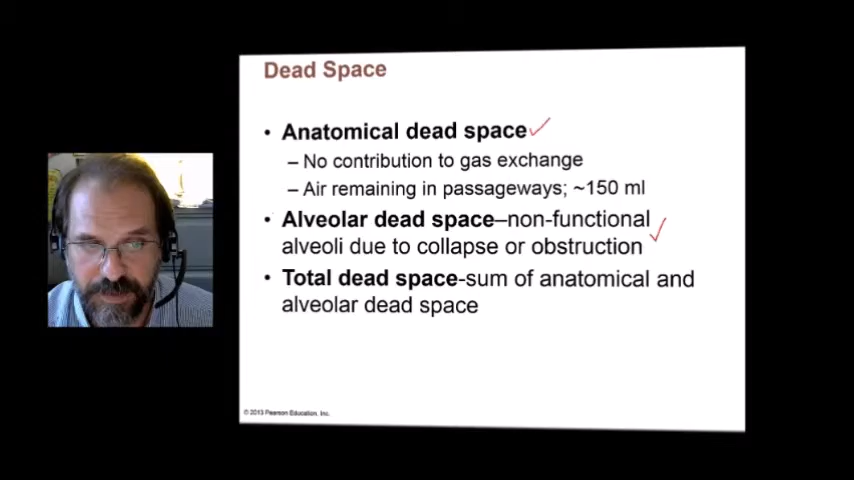 Dead Space
• Anatomical dead space
– No contribution to gas exchange
– Air remaining in passageways; ~150 ml
• Alveolar dead space–non-functional
alveoli due to collapse or obstruction
• Total dead space-sum of anatomical and
alveolar dead space
© 2013 Pearson Education, Inc.